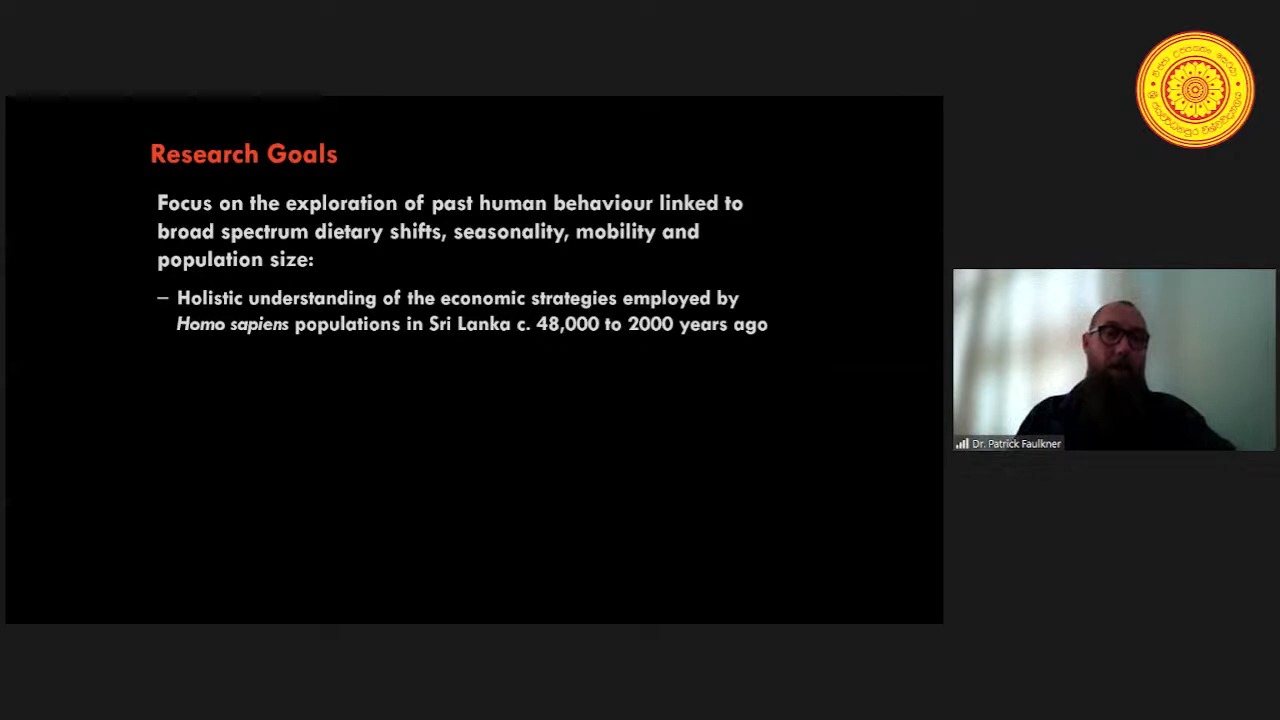 Research Goals
Focus on the exploration of past human behaviour linked to
broad spectrum dietary shifts, seasonality, mobility and
population size:
– Holistic understanding of the economic strategies employed by
Homo sapiens populations in Sri Lanka c. 48,000 to 2000 years ago
Dr. Patrick Faulkner